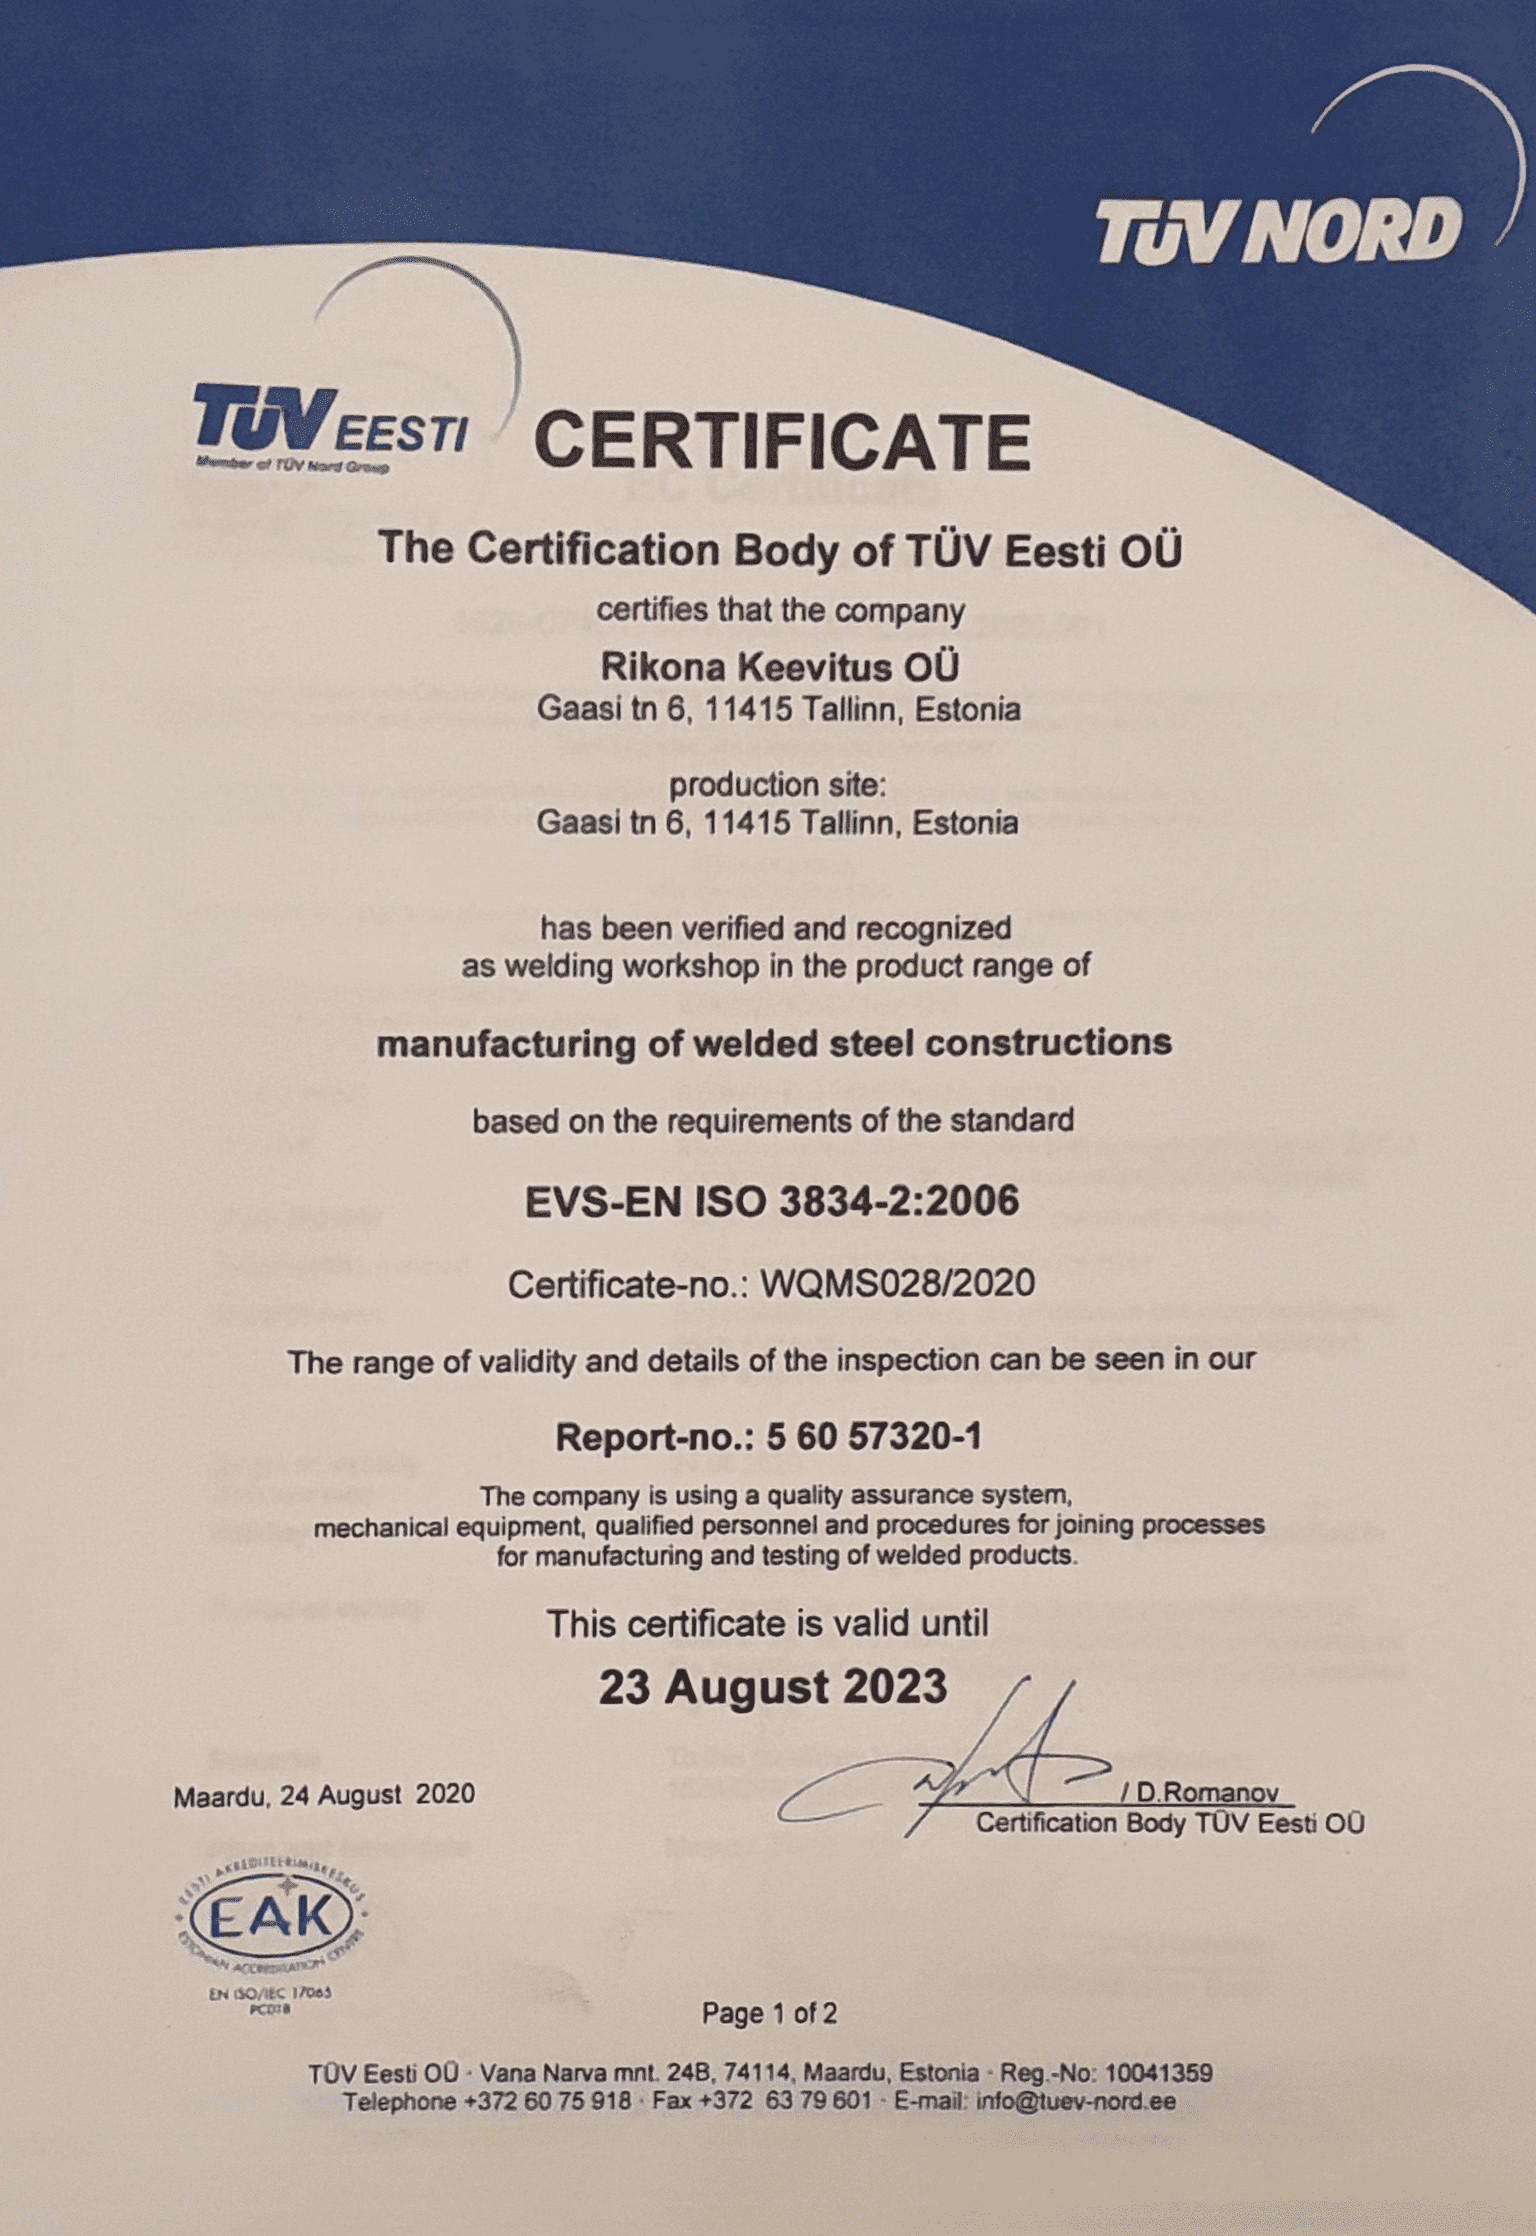 TÜV NORD
TÜV EESTI
Member of TÜV Nord Group
CERTIFICATE
The Certification Body of TÜV Eesti OÜ
certifies that the company
Rikona Keevitus OÜ
Gaasi tn 6, 11415 Tallinn, Estonia
production site:
Gaasi tn 6, 11415 Tallinn, Estonia
has been verified and recognized
as welding workshop in the product range of
manufacturing of welded steel constructions
based on the requirements of the standard
EVS-EN ISO 3834-2:2006
Certificate-no.: WQMS028/2020
The range of validity and details of the inspection can be seen in our
Report-no.: 5 60 57320-1
The company is using a quality assurance system,
mechanical equipment, qualified personnel and procedures for joining processes
for manufacturing and testing of welded products.
This certificate is valid until
23 August 2023
Maardu, 24 August 2020
/ D.Romanov
Certification Body TÜV Eesti OÜ
EESTI AKREDITEERIMISKESKUS
EAK
ESTONIAN ACCREDITATION CENTRE
EN ISO/IEC 17065
Page 1 of 2
TÜV Eesti OÜ · Vana Narva mnt. 24B, 74114, Maardu, Estonia · Reg.-No: 10041359
Telephone +372 60 75 918 · Fax +372 63 79 601 · E-mail: info@tuev-nord.ee